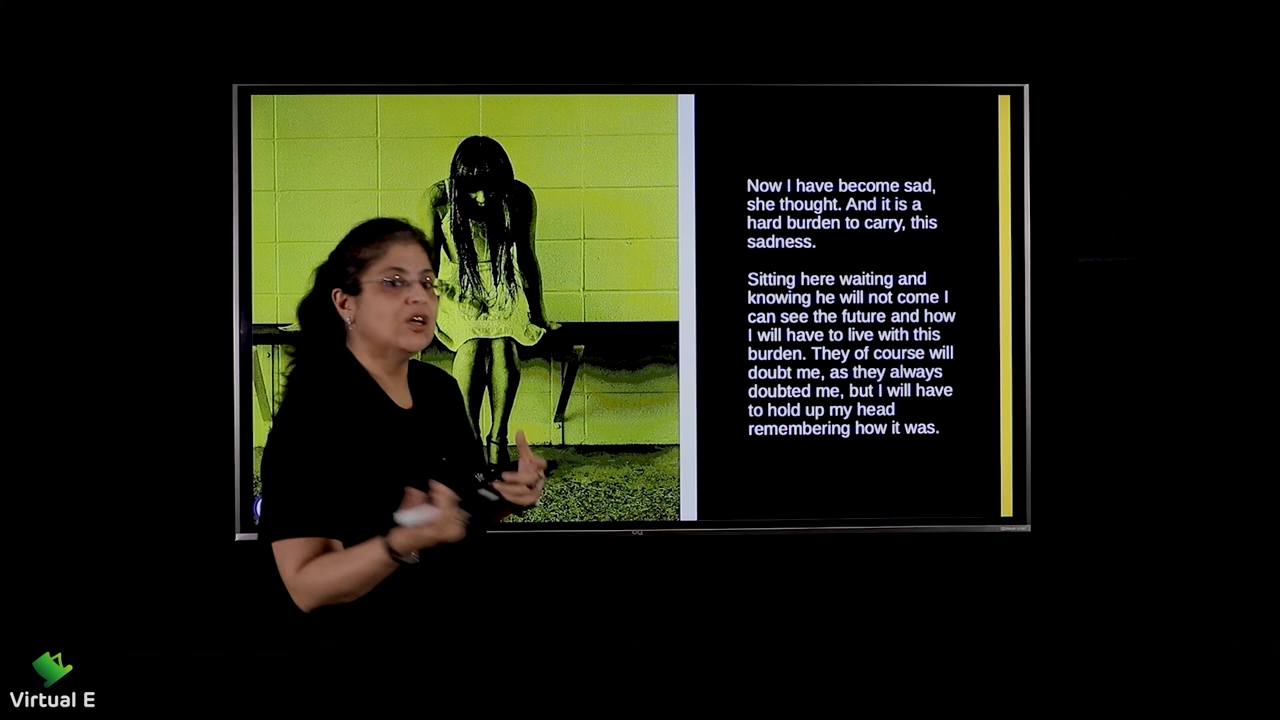 Now I have become sad,
she thought. And it is a
hard burden to carry, this
sadness.
Sitting here waiting and
knowing he will not come I
can see the future and how
I will have to live with this
burden. They of course will
doubt me, as they always
doubted me, but I will have
to hold up my head
remembering how it was.
Virtual E